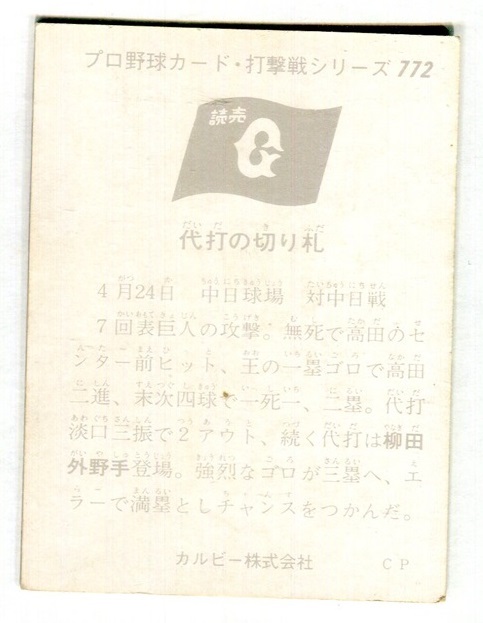 プロ野球カード・打撃戦シリーズ 772
読売
G
代打の切り札
4月24日 中日球場 対中日戦
7回表巨人の攻撃。無死で高田のセ
ンター前ヒット、王の一塁ゴロで高田
二進、末次四球で一死一、二塁。代打
淡口三振で2アウト、続く代打は柳田
外野手登場。強烈なゴロが三塁へ、エ
ラーで満塁としチャンスをつかんだ。
カルビー株式会社 CP